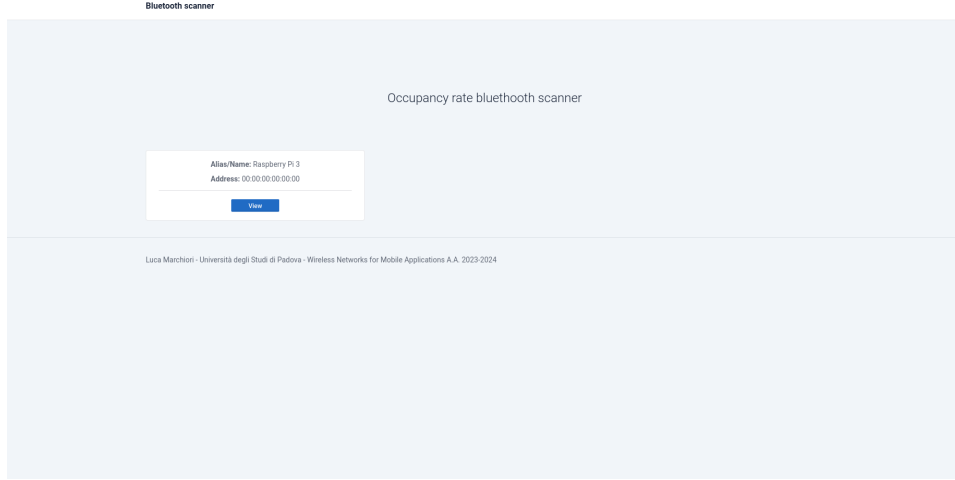 Bluetooth scanner
Occupancy rate bluethooth scanner
Alias/Name: Raspberry Pi 3
Address: 00:00:00:00:00:00
View
Luca Marchiori - Università degli Studi di Padova - Wireless Networks for Mobile Applications A.A. 2023-2024